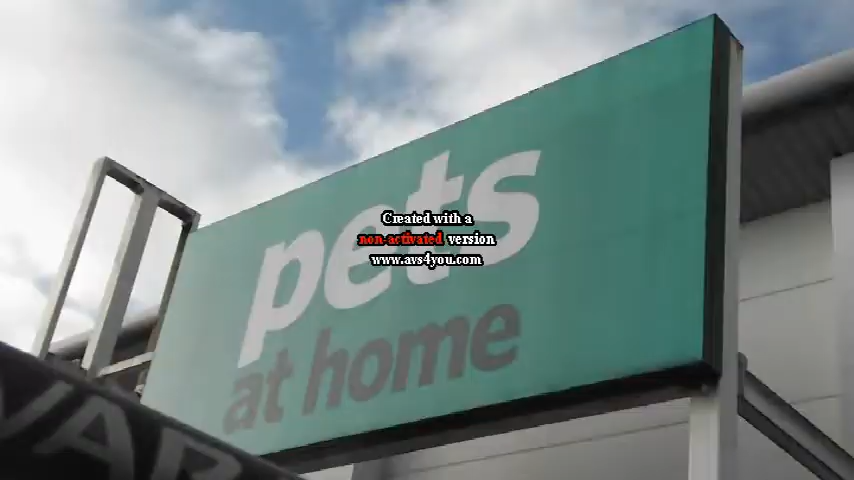 pets
at home
Created with a
non-activated version
www.avs4you.com